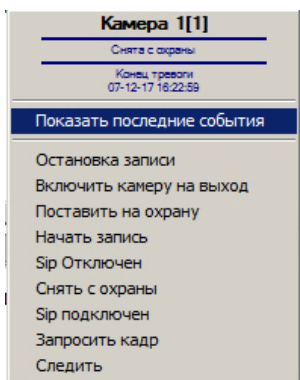 Камера 1[1]
Снята с охраны
Конец тревоги
07-12-17 16:22:59
Показать последние события
Остановка записи
Включить камеру на выход
Поставить на охрану
Начать запись
Sip Отключен
Снять с охраны
Sip подключен
Запросить кадр
Следить